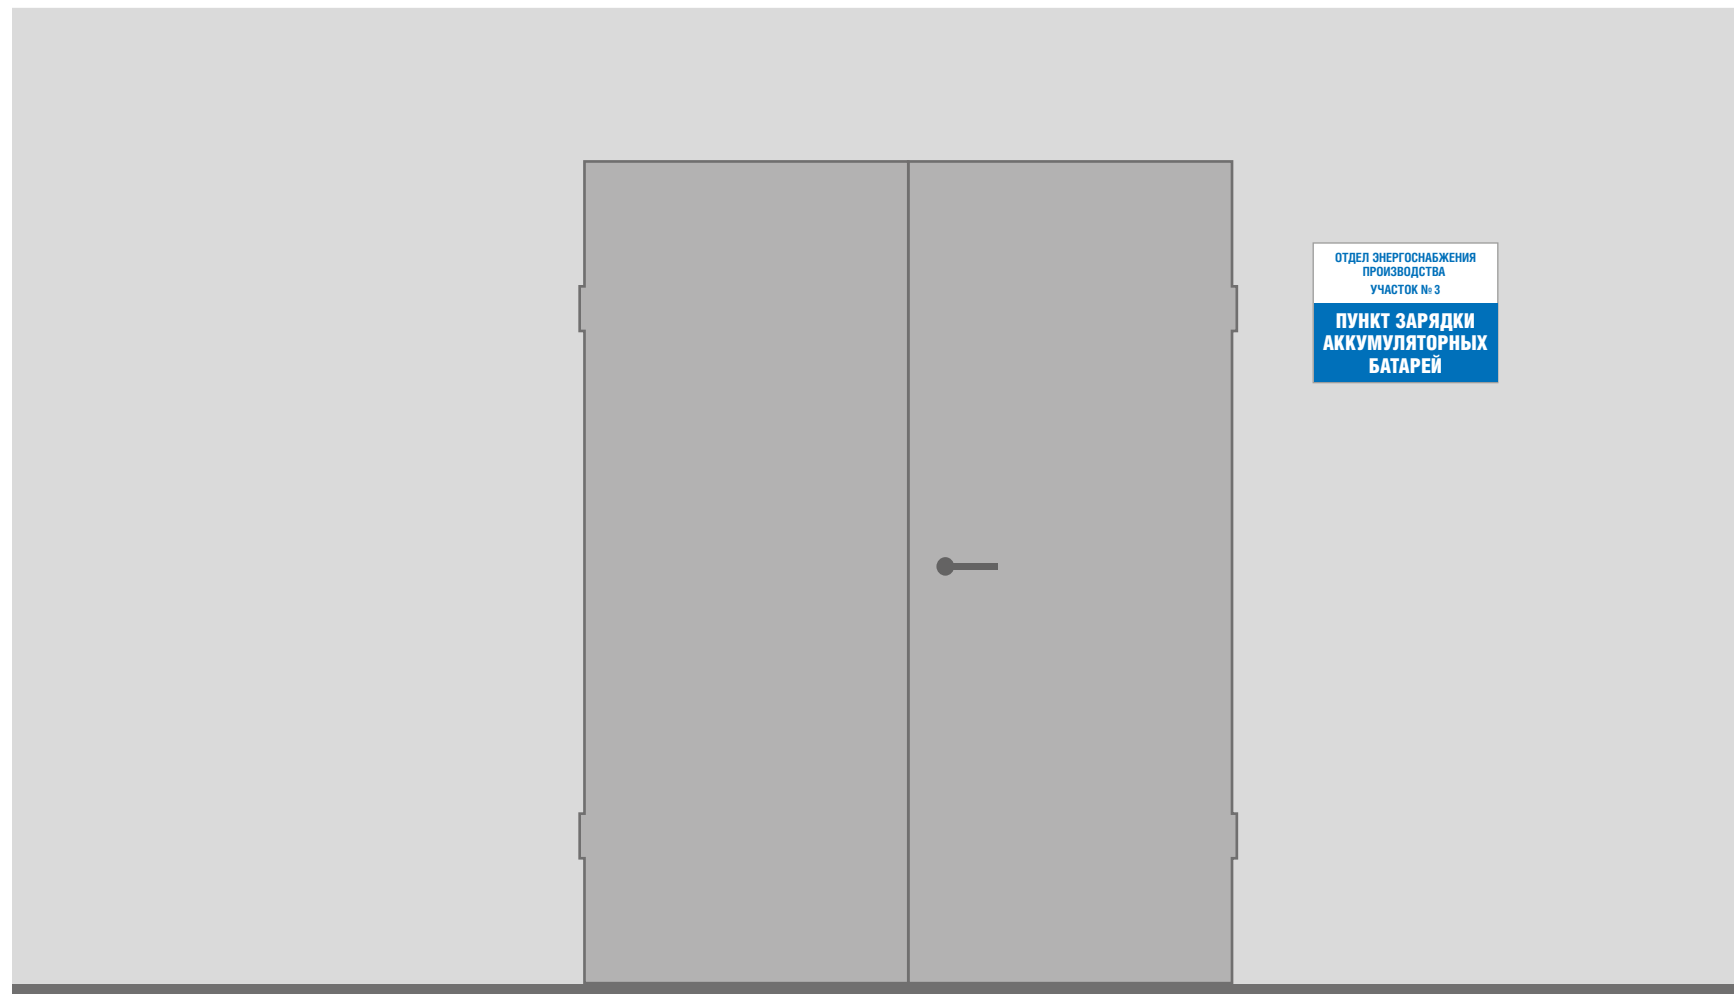 ОТДЕЛ ЭНЕРГОСНАБЖЕНИЯ
ПРОИЗВОДСТВА
УЧАСТОК № 3
ПУНКТ ЗАРЯДКИ
АККУМУЛЯТОРНЫХ
БАТАРЕЙ